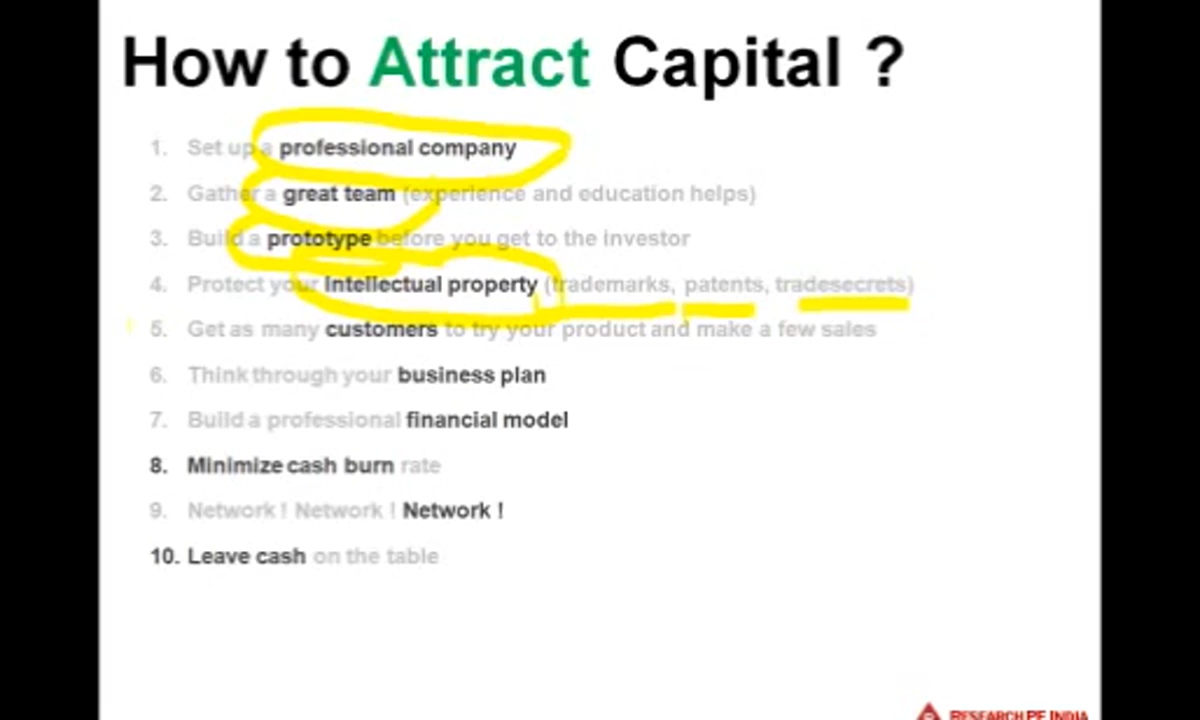 How to Attract Capital ?
1. Set up a professional company
2. Gather a great team (experience and education helps)
3. Build a prototype before you get to the investor
4. Protect your Intellectual property (trademarks, patents, tradesecrets)
5. Get as many customers to try your product and make a few sales
6. Think through your business plan
7. Build a professional financial model
8. Minimize cash burn rate
9. Network ! Network ! Network !
10. Leave cash on the table
RESEARCH PE INDIA